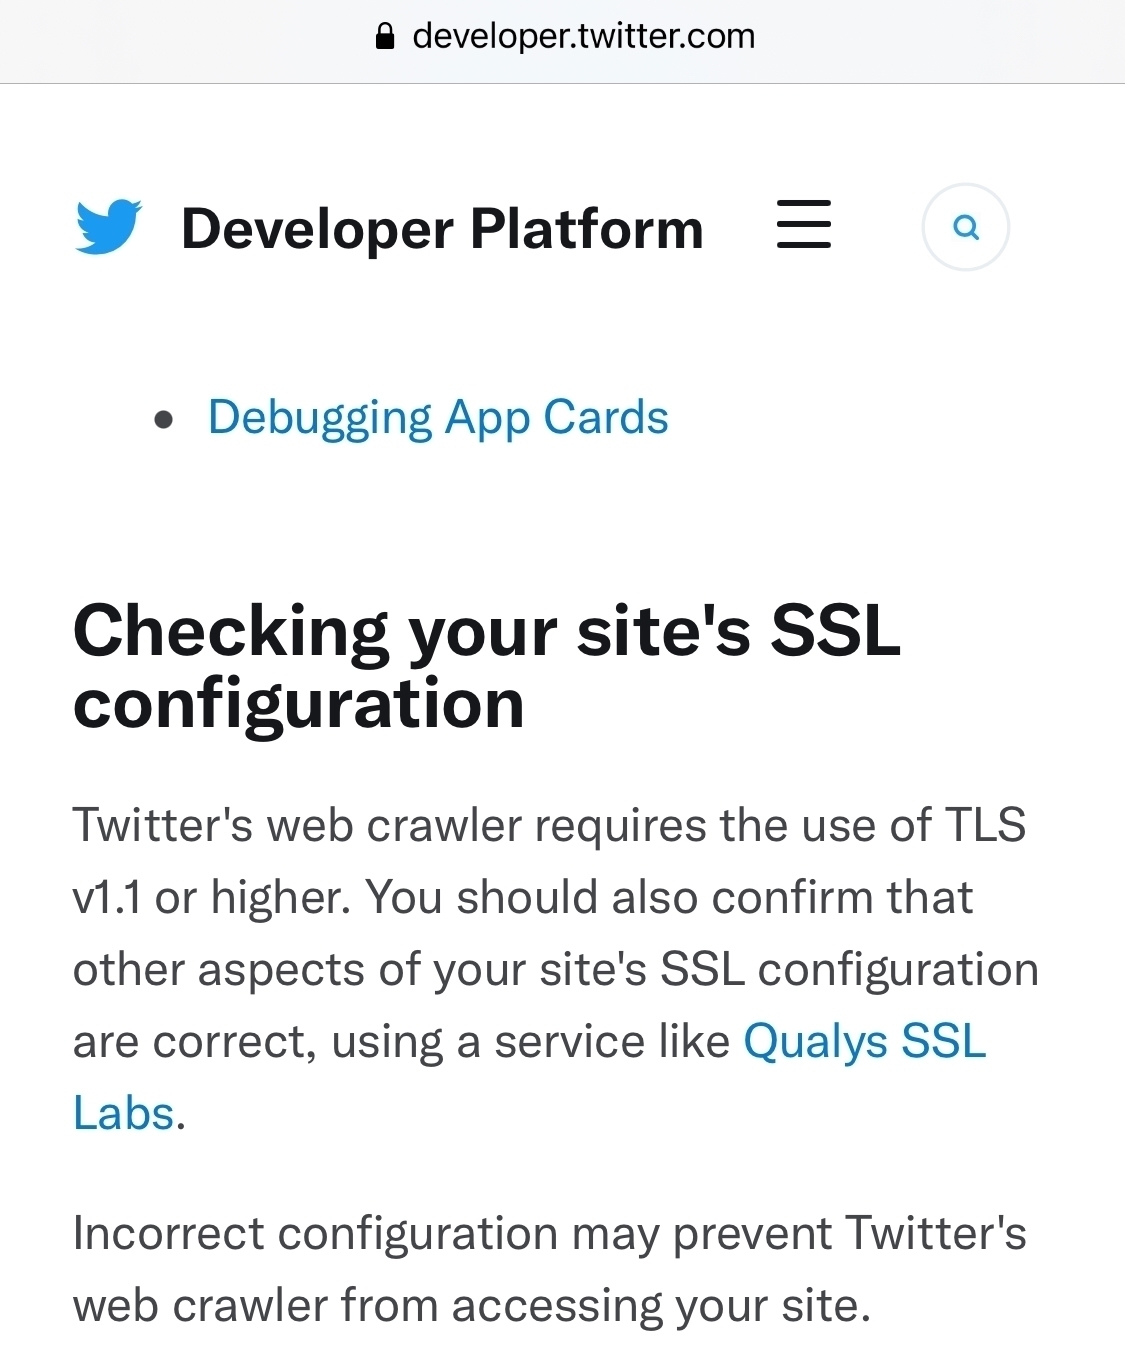 developer.twitter.com
Developer Platform
Debugging App Cards
Checking your site's SSL
configuration
Twitter's web crawler requires the use of TLS
v1.1 or higher. You should also confirm that
other aspects of your site's SSL configuration
are correct, using a service like Qualys SSL
Labs.
Incorrect configuration may prevent Twitter's
web crawler from accessing your site.